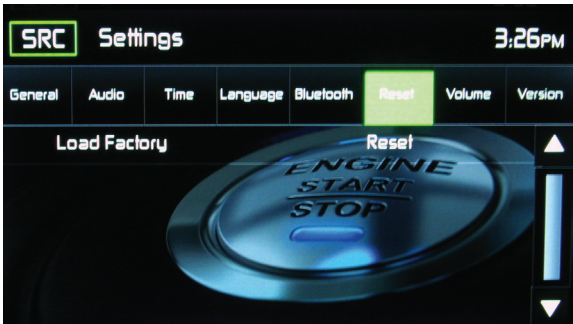 SRC Settings 3:26PM
General Audio Time Language Bluetooth Reset Volume Version
Load Factory Reset
ENGINE
START
STOP